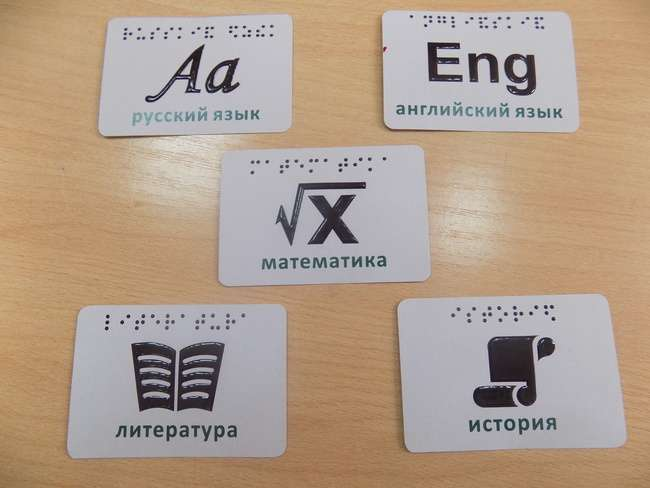 Aa
русский язык
Eng
английский язык
√x
математика
литература
история